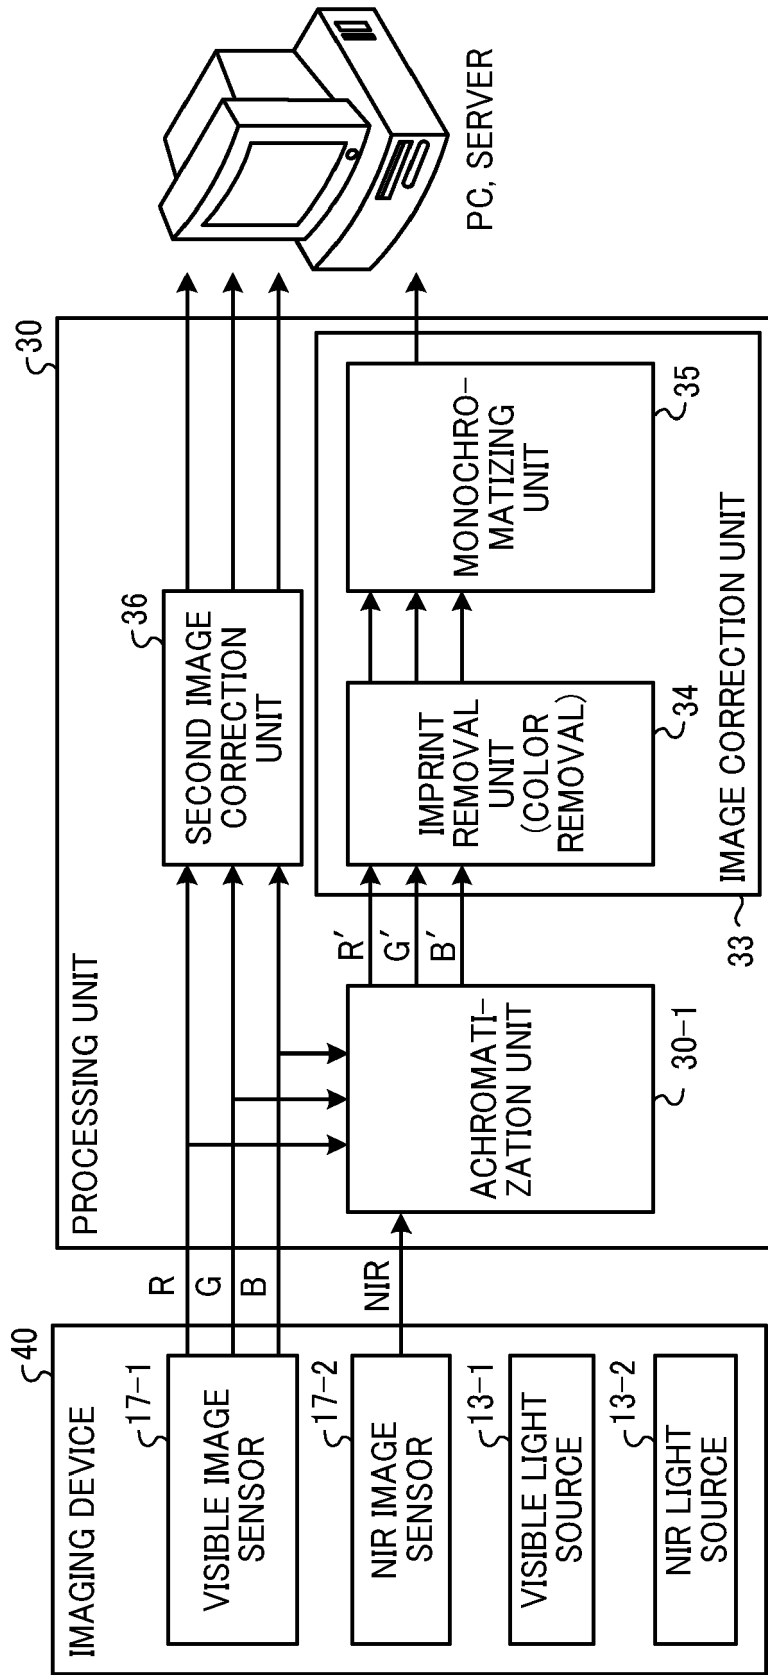 IMAGING DEVICE
40
VISIBLE IMAGE
SENSOR
17-1
NIR IMAGE
SENSOR
17-2
VISIBLE LIGHT
SOURCE
13-1
NIR LIGHT
SOURCE
13-2
R
G
B
NIR
PROCESSING UNIT
30
SECOND IMAGE
CORRECTION
UNIT
36
ACHROMATI-
ZATION UNIT
30-1
R'
G'
B'
IMPRINT
REMOVAL
UNIT
(COLOR
REMOVAL)
34
MONOCHRO-
MATIZING
UNIT
35
IMAGE CORRECTION UNIT
33
PC, SERVER